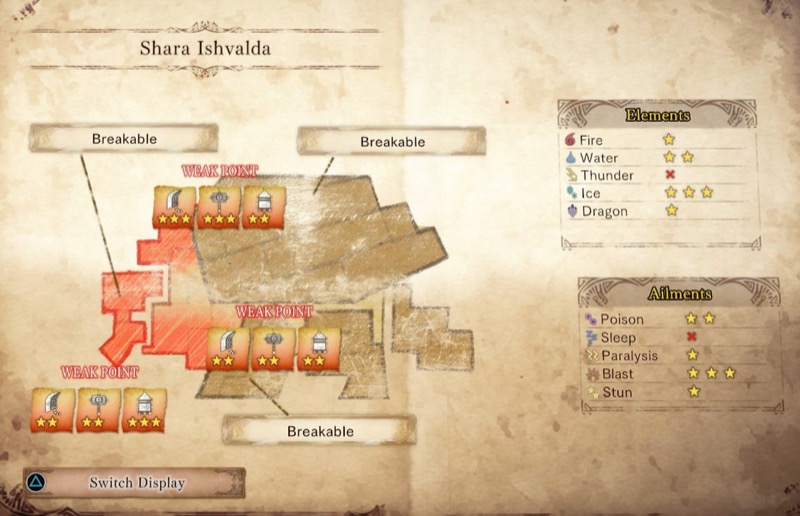 Shara Ishvalda
Breakable
Breakable
WEAK POINT
WEAK POINT
WEAK POINT
Breakable
Switch Display
Elements
Fire
Water
Thunder
Ice
Dragon
Ailments
Poison
Sleep
Paralysis
Blast
Stun